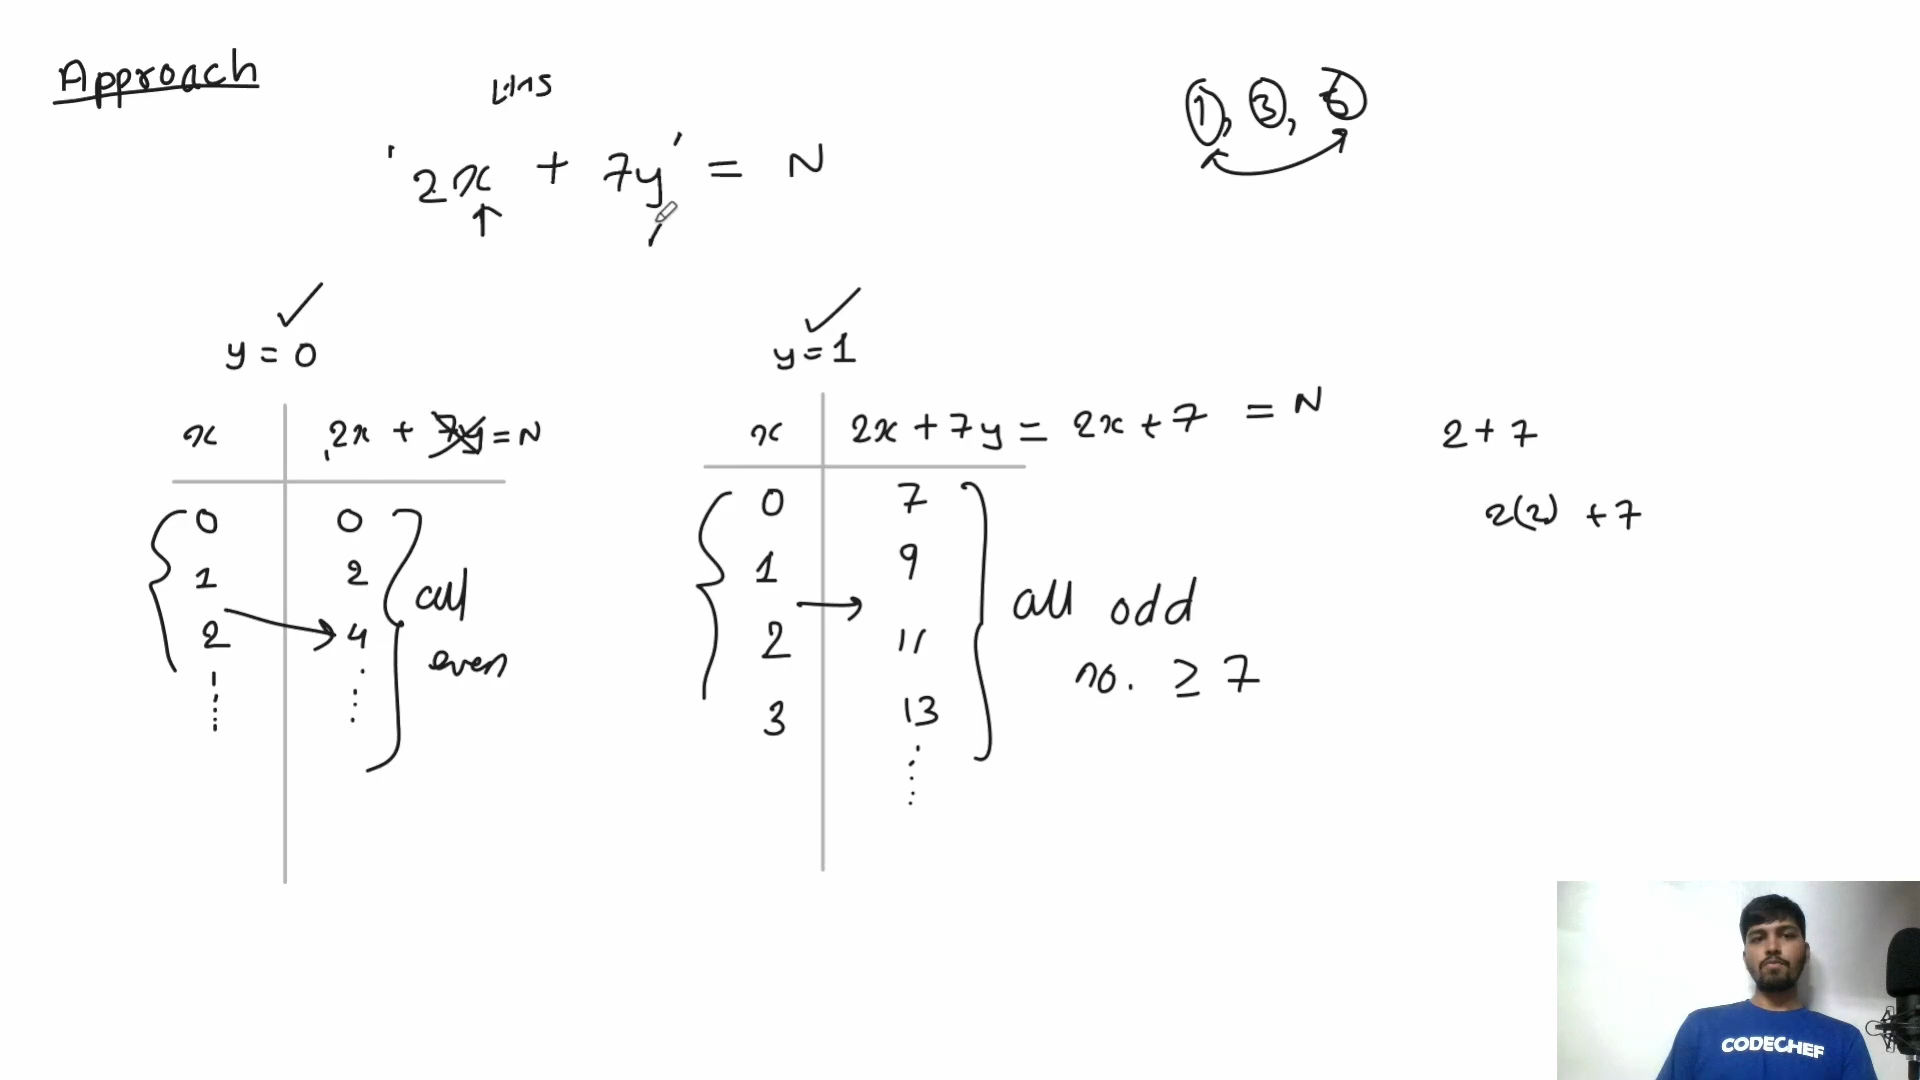 Approach
LHS
1, 3, 5
'2x + 7y' = N
y = 0
x
2x + 7y = N
0 0
1 2
2 4
all
even
y = 1
x
2x + 7y = 2x + 7 = N
0 7
1 9
2 11
3 13
all odd
no. ≥ 7
2 + 7
2(2) + 7
CODECHEF